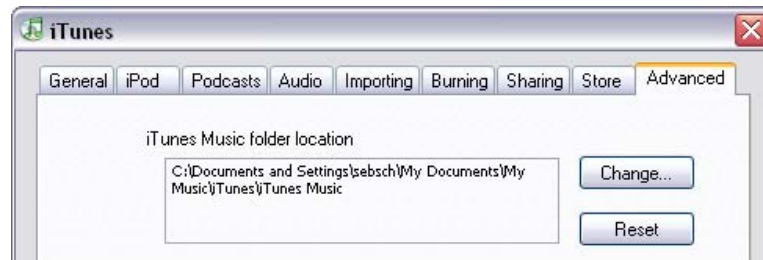 iTunes
General iPod Podcasts Audio Importing Burning Sharing Store Advanced
iTunes Music folder location
C:\Documents and Settings\sebsch\My Documents\My
Music\iTunes\iTunes Music
Change...
Reset